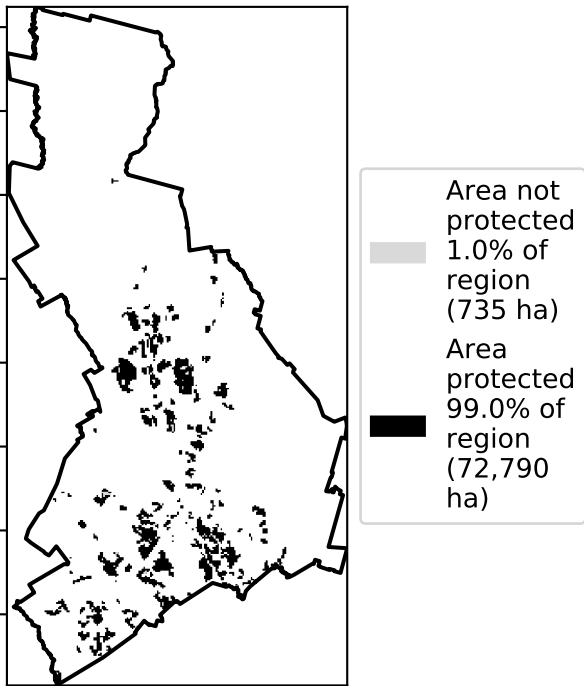 Area not
protected
1.0% of
region
(735 ha)
Area
protected
99.0% of
region
(72,790
ha)